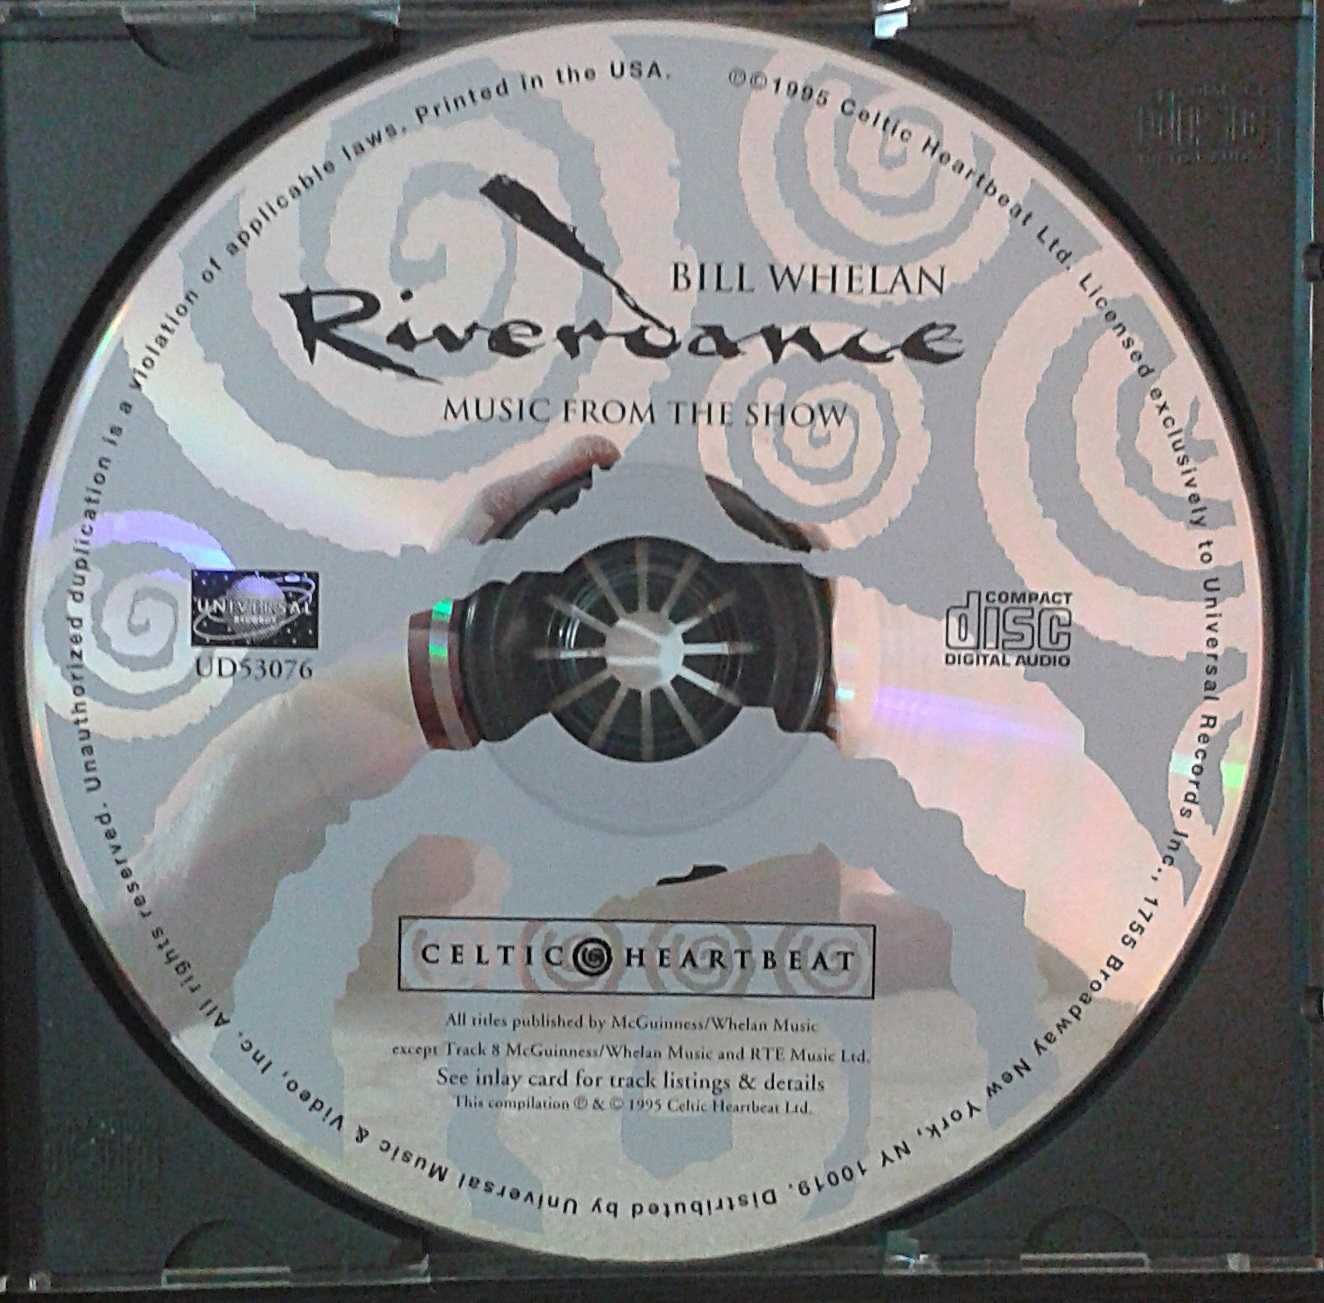 BILL WHELAN
Riverdance
MUSIC FROM THE SHOW
UNIVERSAL
RECORDS
UD53076
COMPACT
disc
DIGITAL AUDIO
CELTIC HEARTBEAT
All titles published by McGuinness/Whelan Music
except Track 8 McGuinness/Whelan Music and RTE Music Ltd.
See inlay card for track listings & details
This compilation ℗ & © 1995 Celtic Heartbeat Ltd.
℗©1995 Celtic Heartbeat Ltd. Licensed exclusively to Universal Records Inc., 1755 Broadway New York, NY 10019. Distributed by Universal Music & Video, Inc. All rights reserved. Unauthorized duplication is a violation of applicable laws. Printed in the USA.